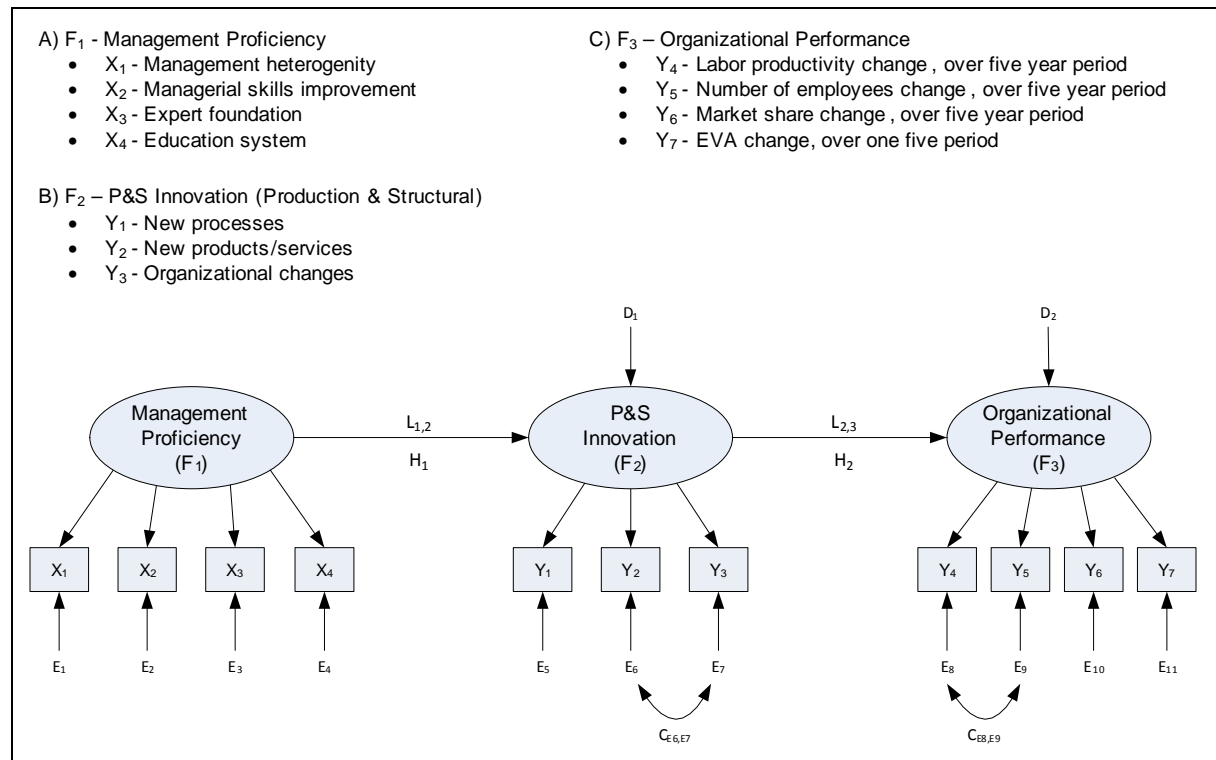 A) F₁ - Management Proficiency
• X₁ - Management heterogenity
• X₂ - Managerial skills improvement
• X₃ - Expert foundation
• X₄ - Education system
B) F₂ – P&S Innovation (Production & Structural)
• Y₁ - New processes
• Y₂ - New products/services
• Y₃ - Organizational changes
C) F₃ – Organizational Performance
• Y₄ - Labor productivity change , over five year period
• Y₅ - Number of employees change , over five year period
• Y₆ - Market share change , over five year period
• Y₇ - EVA change, over one five period
D₁
D₂
Management
Proficiency
(F₁)
L₁,₂
H₁
P&S
Innovation
(F₂)
L₂,₃
H₂
Organizational
Performance
(F₃)
X₁
X₂
X₃
X₄
Y₁
Y₂
Y₃
Y₄
Y₅
Y₆
Y₇
E₁
E₂
E₃
E₄
E₅
E₆
E₇
E₈
E₉
E₁₀
E₁₁
C_E6,E7
C_E8,E9